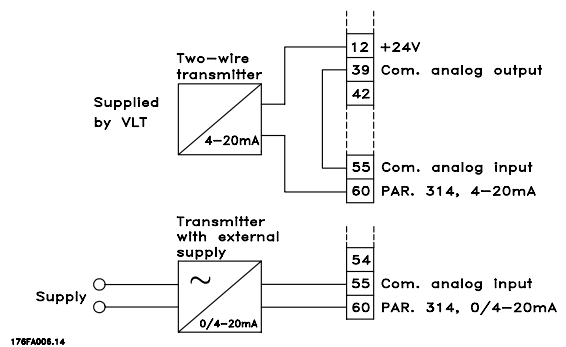 12 +24V
Two-wire
transmitter
39 Com. analog output
42
Supplied
by VLT
4-20mA
55 Com. analog input
60 PAR. 314, 4-20mA
Transmitter
with external
supply
54
~
55 Com. analog input
Supply
60 PAR. 314, 0/4-20mA
0/4-20mA
176FA006.14